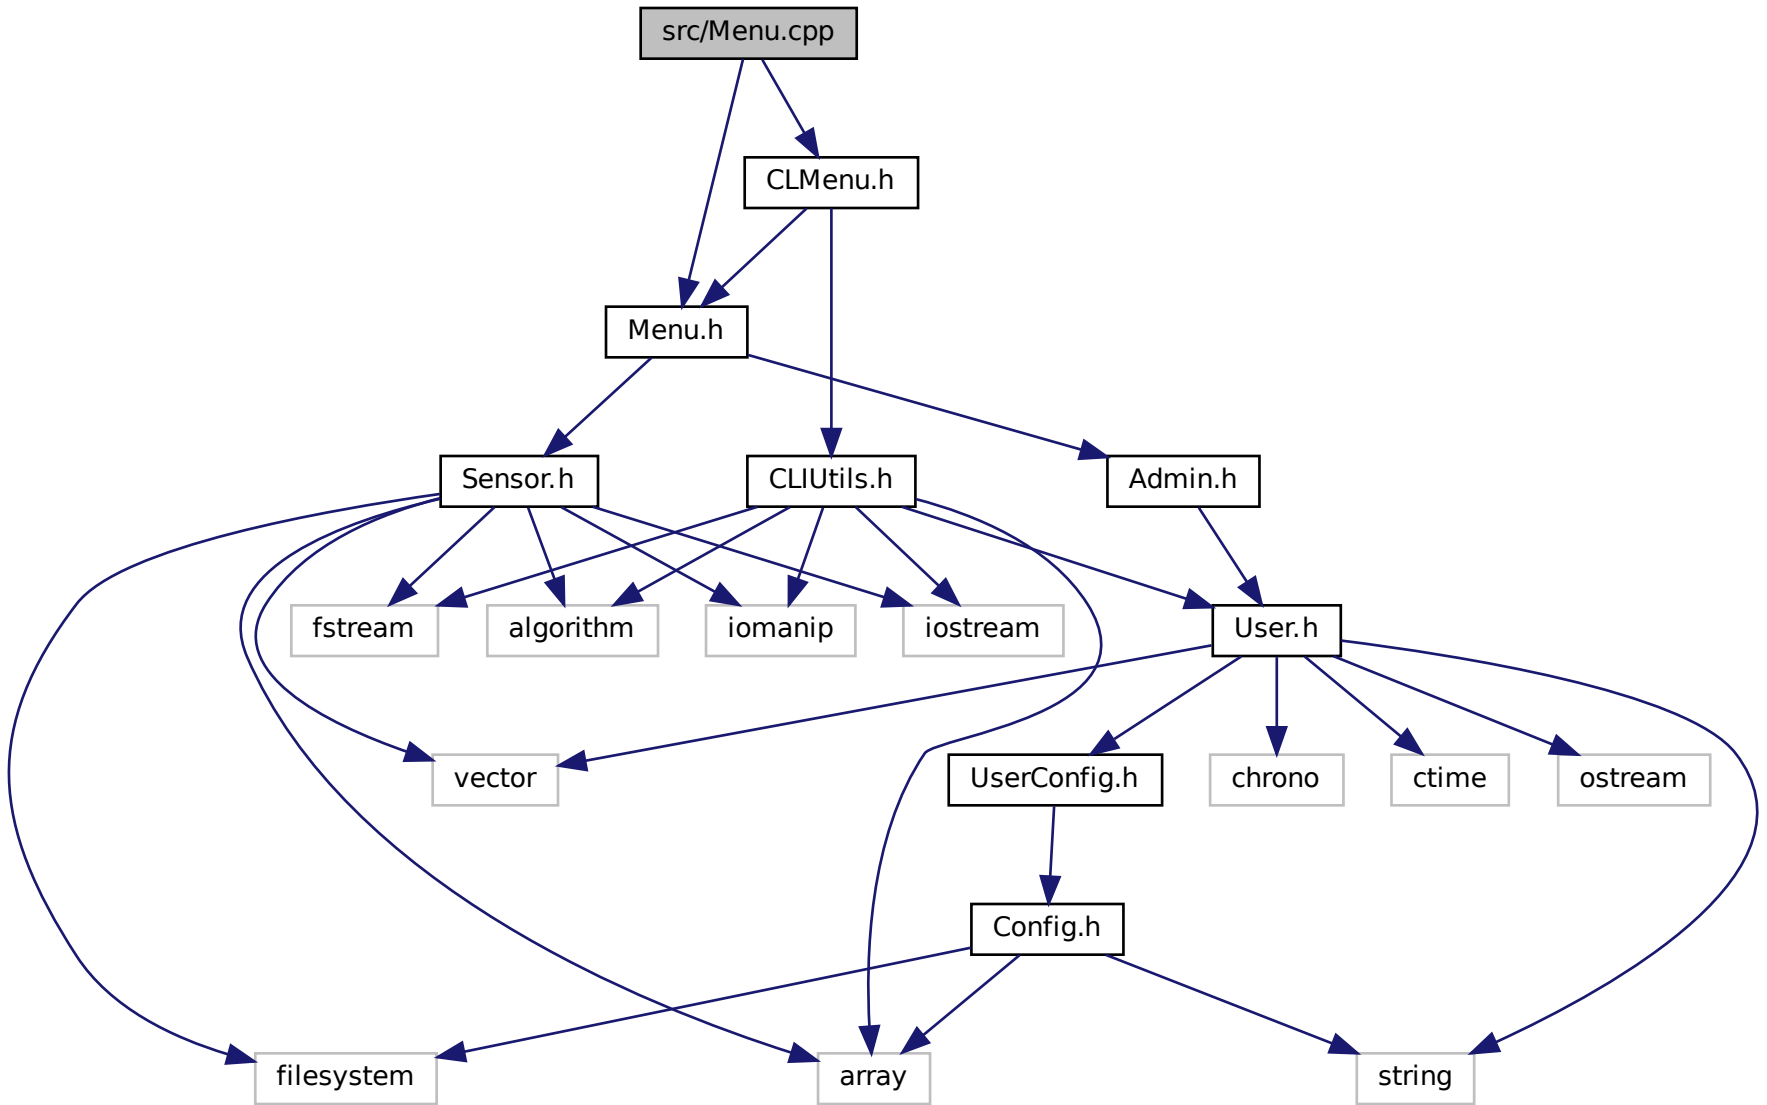 src/Menu.cpp
CLMenu.h
Menu.h
Sensor.h
CLIUtils.h
Admin.h
fstream
algorithm
iomanip
iostream
User.h
vector
UserConfig.h
chrono
ctime
ostream
Config.h
filesystem
array
string